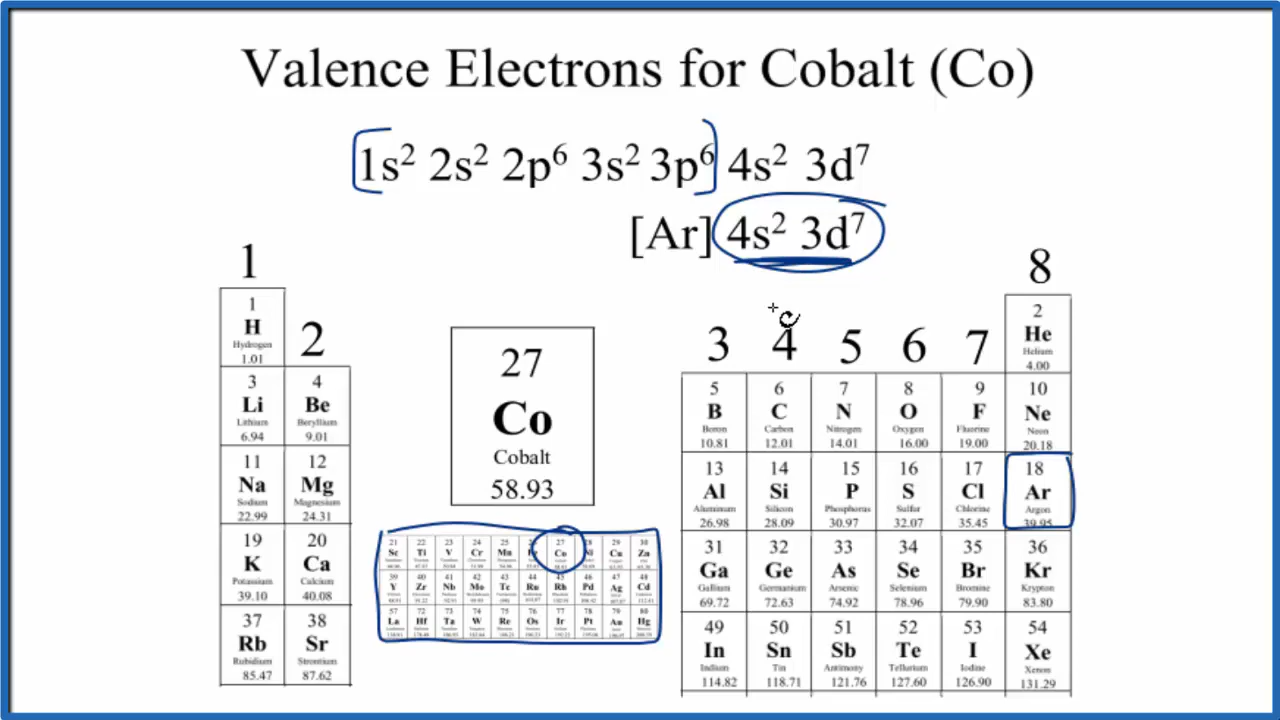 Valence Electrons for Cobalt (Co)
1s² 2s² 2p⁶ 3s² 3p⁶ 4s² 3d⁷
[Ar] 4s² 3d⁷
1 8
2 3 4 5 6 7
1 2
H He
Hydrogen Helium
1.01 4.00
27
Co
Cobalt
58.93
3 4 5 6 7 8 9 10
Li Be B C N O F Ne
Lithium Beryllium Boron Carbon Nitrogen Oxygen Fluorine Neon
6.94 9.01 10.81 12.01 14.01 16.00 19.00 20.18
11 12 13 14 15 16 17 18
Na Mg Al Si P S Cl Ar
Sodium Magnesium Aluminum Silicon Phosphorus Sulfur Chlorine Argon
22.99 24.31 26.98 28.09 30.97 32.07 35.45 39.95
19 20 31 32 33 34 35 36
K Ca Ga Ge As Se Br Kr
Potassium Calcium Gallium Germanium Arsenic Selenium Bromine Krypton
39.10 40.08 69.72 72.63 74.92 78.96 79.90 83.80
37 38 49 50 51 52 53 54
Rb Sr In Sn Sb Te I Xe
Rubidium Strontium Indium Tin Antimony Tellurium Iodine Xenon
85.47 87.62 114.82 118.71 121.76 127.60 126.90 131.29
21 22 23 24 25 27 29 30
Sc Ti V Cr Mn Co Cu Zn
39 40 41 42 43 44 45 46 47 48
Y Zr Nb Mo Tc Ru Rh Pd Ag Cd
57 72 73 74 75 76 77 78 79 80
La Hf Ta W Re Os Ir Pt Au Hg